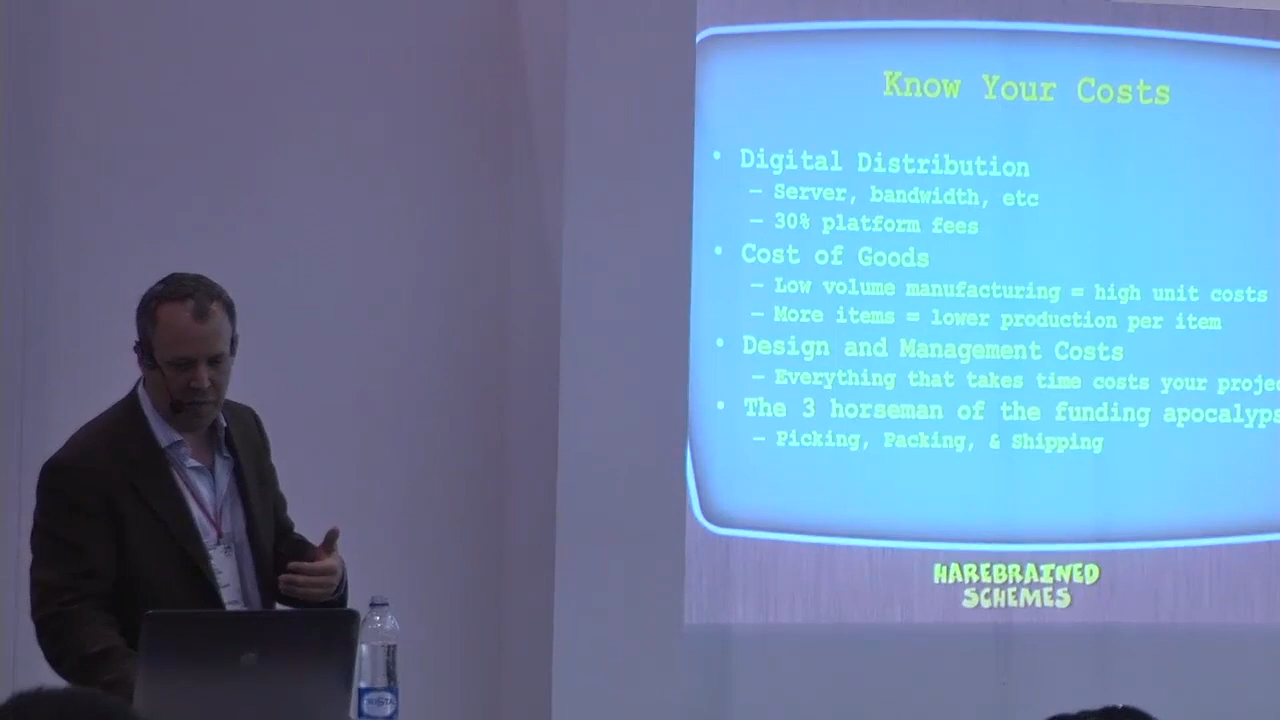 Know Your Costs
• Digital Distribution
– Server, bandwidth, etc
– 30% platform fees
• Cost of Goods
– Low volume manufacturing = high unit costs
– More items = lower production per item
• Design and Management Costs
– Everything that takes time costs your
• The 3 horseman of the funding
– Picking, Packing, & Shipping
HAREBRAINED
SCHEMES